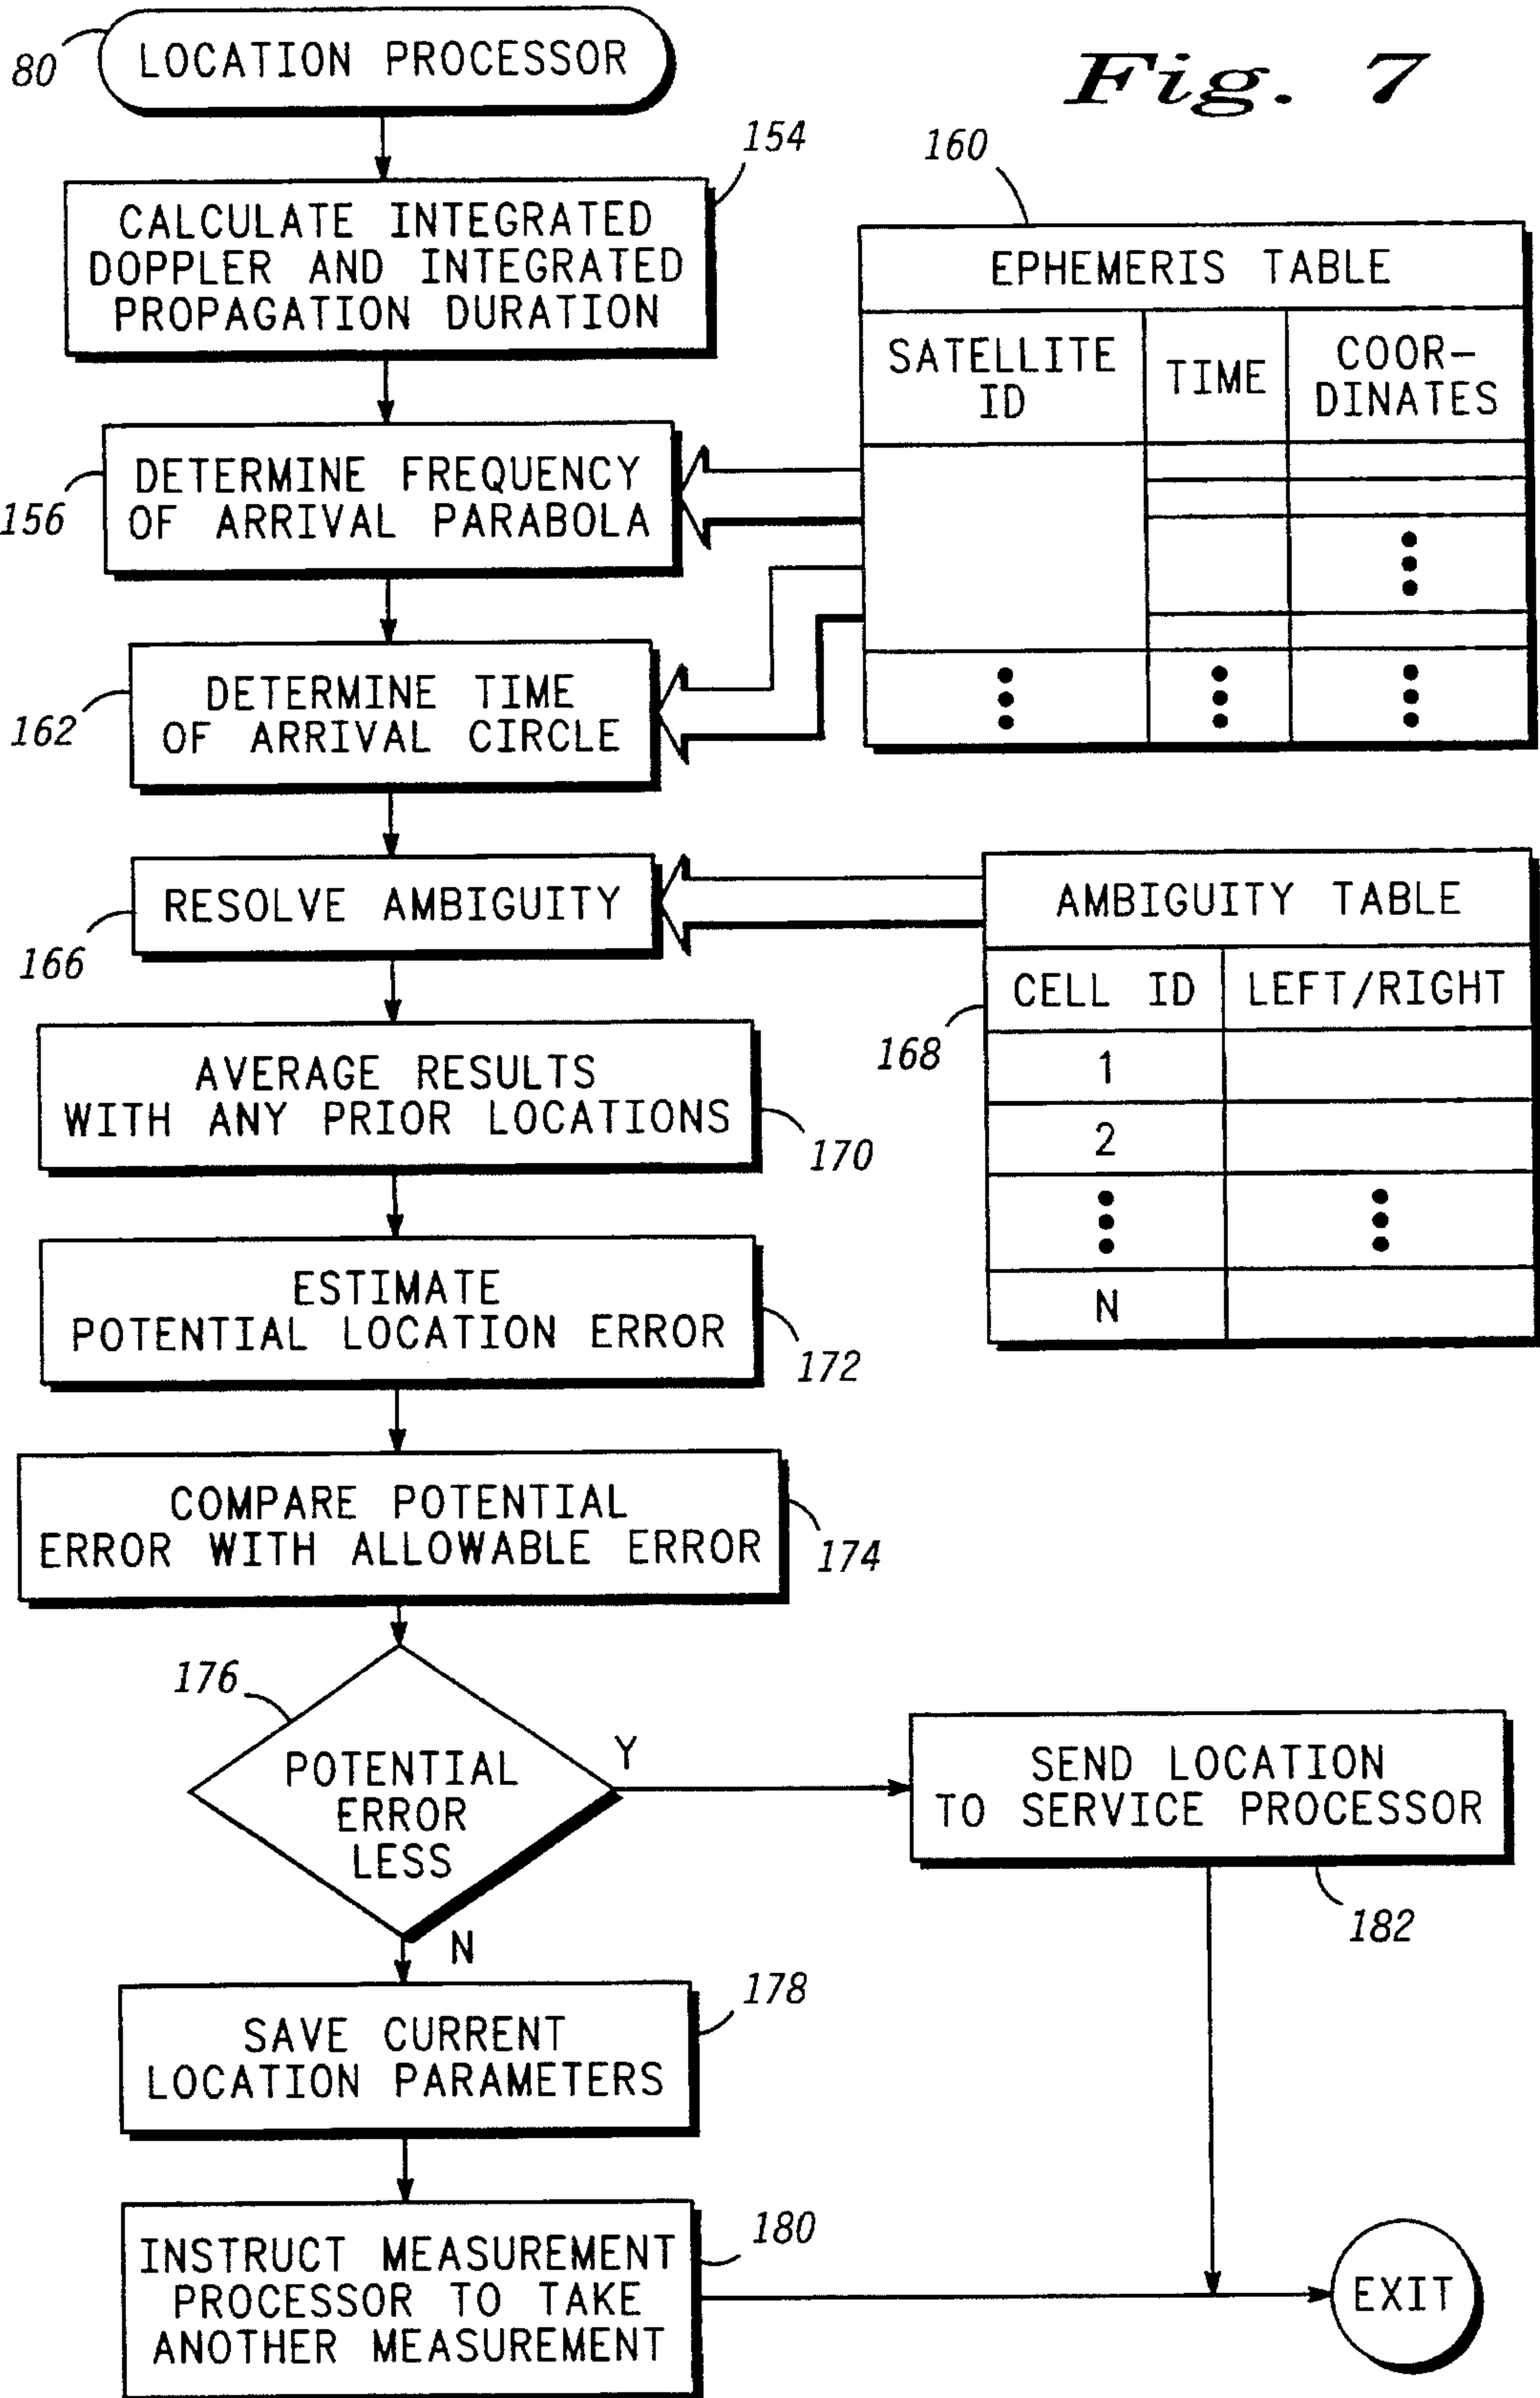 Fig. 7
80
LOCATION PROCESSOR
154
CALCULATE INTEGRATED
DOPPLER AND INTEGRATED
PROPAGATION DURATION
160
EPHEMERIS TABLE
SATELLITE
ID
TIME
COOR-
DINATES
156
DETERMINE FREQUENCY
OF ARRIVAL PARABOLA
162
DETERMINE TIME
OF ARRIVAL CIRCLE
166
RESOLVE AMBIGUITY
168
AMBIGUITY TABLE
CELL ID
LEFT/RIGHT
1
2
N
AVERAGE RESULTS
WITH ANY PRIOR LOCATIONS
170
ESTIMATE
POTENTIAL LOCATION ERROR
172
COMPARE POTENTIAL
ERROR WITH ALLOWABLE ERROR
174
176
POTENTIAL
ERROR
LESS
Y
SEND LOCATION
TO SERVICE PROCESSOR
182
N
178
SAVE CURRENT
LOCATION PARAMETERS
180
INSTRUCT MEASUREMENT
PROCESSOR TO TAKE
ANOTHER MEASUREMENT
EXIT